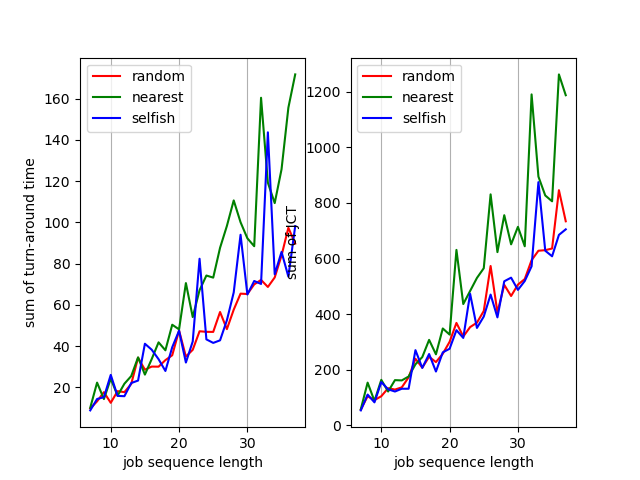 random
nearest
selfish
160
140
120
100
80
60
40
20
sum of turn-around time
10
20
30
job sequence length
random
nearest
selfish
1200
1000
800
600
400
200
0
sum of JCT
10
20
30
job sequence length